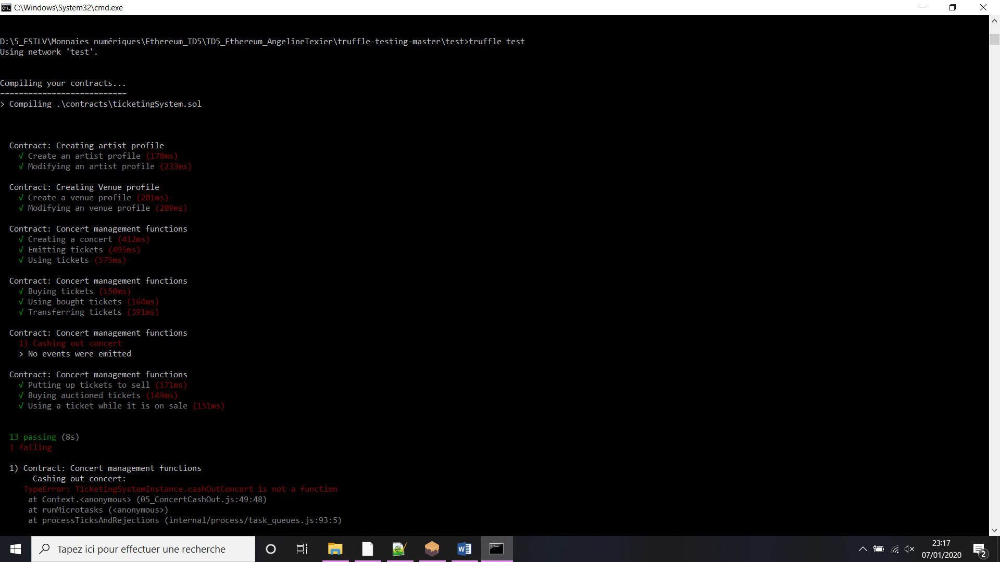 C:\Windows\System32\cmd.exe
D:\5_ESILV\Monnaies numériques\Ethereum_TD5\TD5_Ethereum_AngelineTexier\truffle-testing-master\test>truffle test
Using network 'test'.
Compiling your contracts...
===========================
> Compiling .\contracts\ticketingSystem.sol
Contract: Creating artist profile
√ Create an artist profile (178ms)
√ Modifying an artist profile (233ms)
Contract: Creating Venue profile
√ Create a venue profile (201ms)
√ Modifying an venue profile (209ms)
Contract: Concert management functions
√ Creating a concert (412ms)
√ Emitting tickets (495ms)
√ Using tickets (575ms)
Contract: Concert management functions
√ Buying tickets (150ms)
√ Using bought tickets (164ms)
√ Transferring tickets (391ms)
Contract: Concert management functions
1) Cashing out concert
> No events were emitted
Contract: Concert management functions
√ Putting up tickets to sell (171ms)
√ Buying auctioned tickets (149ms)
√ Using a ticket while it is on sale (151ms)
13 passing (8s)
1 failing
1) Contract: Concert management functions
Cashing out concert:
TypeError: TicketingSystemInstance.cashOutConcert is not a function
at Context.<anonymous> (05_ConcertCashOut.js:49:48)
at runMicrotasks (<anonymous>)
at processTicksAndRejections (internal/process/task_queues.js:93:5)
Tapez ici pour effectuer une recherche
23:17
07/01/2020
2